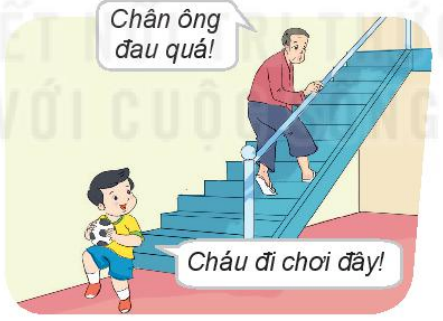 Chân ông
đau quá!
Cháu đi chơi đây!